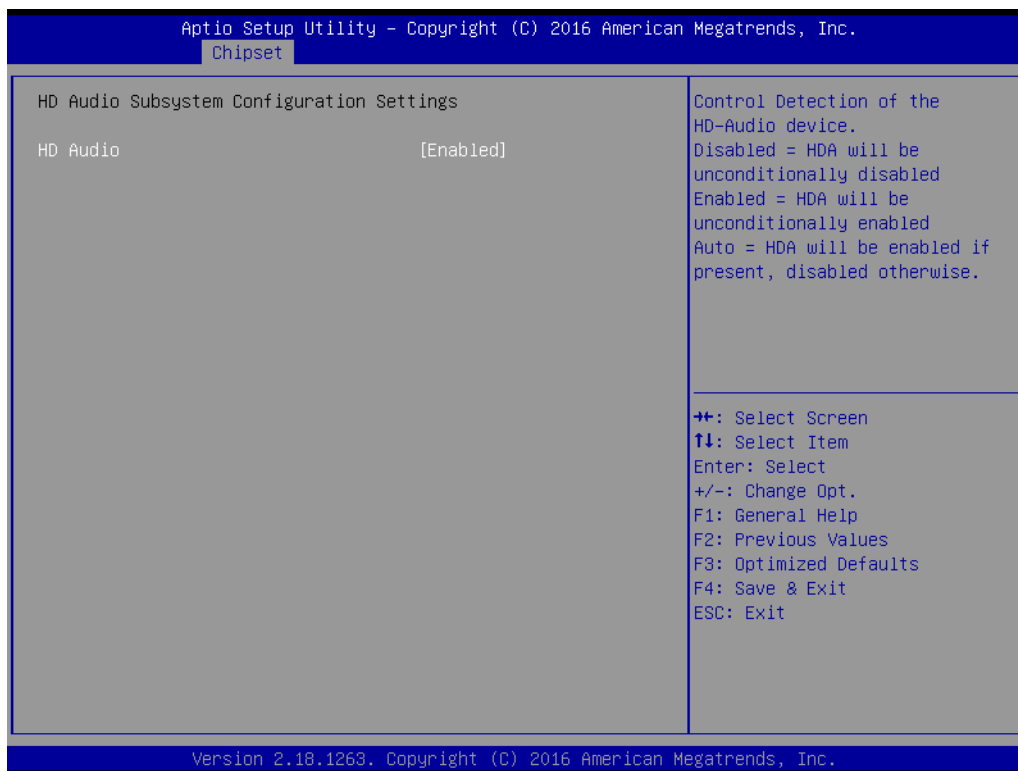 Aptio Setup Utility – Copyright (C) 2016 American Megatrends, Inc.
Chipset
HD Audio Subsystem Configuration Settings
HD Audio [Enabled]
Control Detection of the
HD-Audio device.
Disabled = HDA will be
unconditionally disabled
Enabled = HDA will be
unconditionally enabled
Auto = HDA will be enabled if
present, disabled otherwise.
→←: Select Screen
↑↓: Select Item
Enter: Select
+/-: Change Opt.
F1: General Help
F2: Previous Values
F3: Optimized Defaults
F4: Save & Exit
ESC: Exit
Version 2.18.1263. Copyright (C) 2016 American Megatrends, Inc.